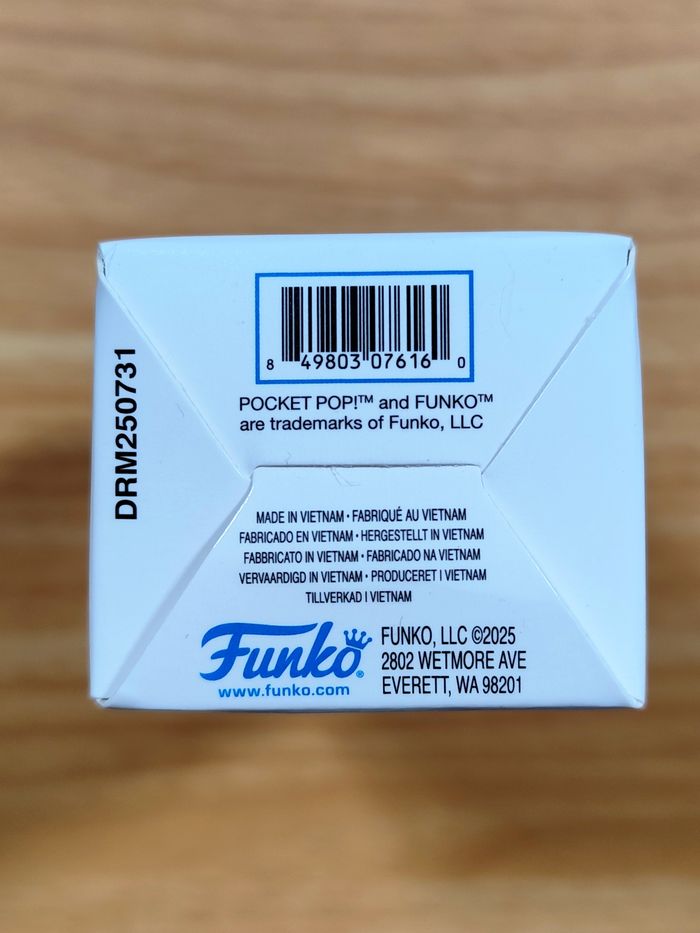 8 49803 07616 0
POCKET POP!™ and FUNKO™
are trademarks of Funko, LLC
DRM250731
MADE IN VIETNAM · FABRIQUÉ AU VIETNAM
FABRICADO EN VIETNAM · HERGESTELLT IN VIETNAM
FABBRICATO IN VIETNAM · FABRICADO NA VIETNAM
VERVAARDIGD IN VIETNAM · PRODUCERET I VIETNAM
TILLVERKAD I VIETNAM
Funko®
www.funko.com
FUNKO, LLC ©2025
2802 WETMORE AVE
EVERETT, WA 98201